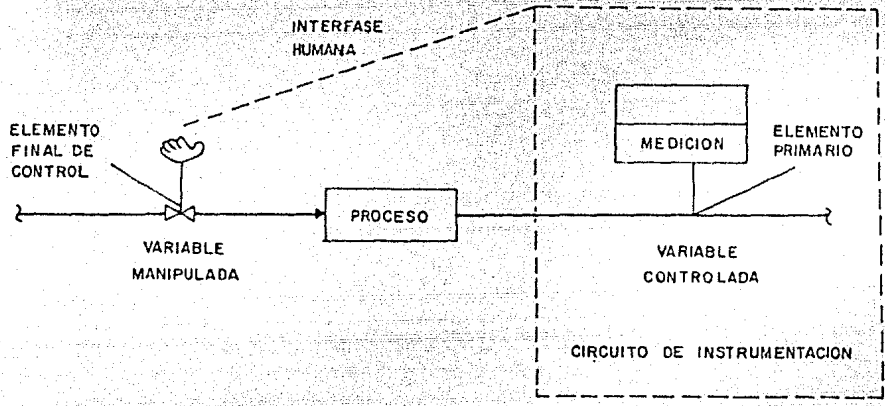 INTERFASE
HUMANA
ELEMENTO
FINAL DE
CONTROL
MEDICION
ELEMENTO
PRIMARIO
PROCESO
VARIABLE
MANIPULADA
VARIABLE
CONTROLADA
CIRCUITO DE INSTRUMENTACION